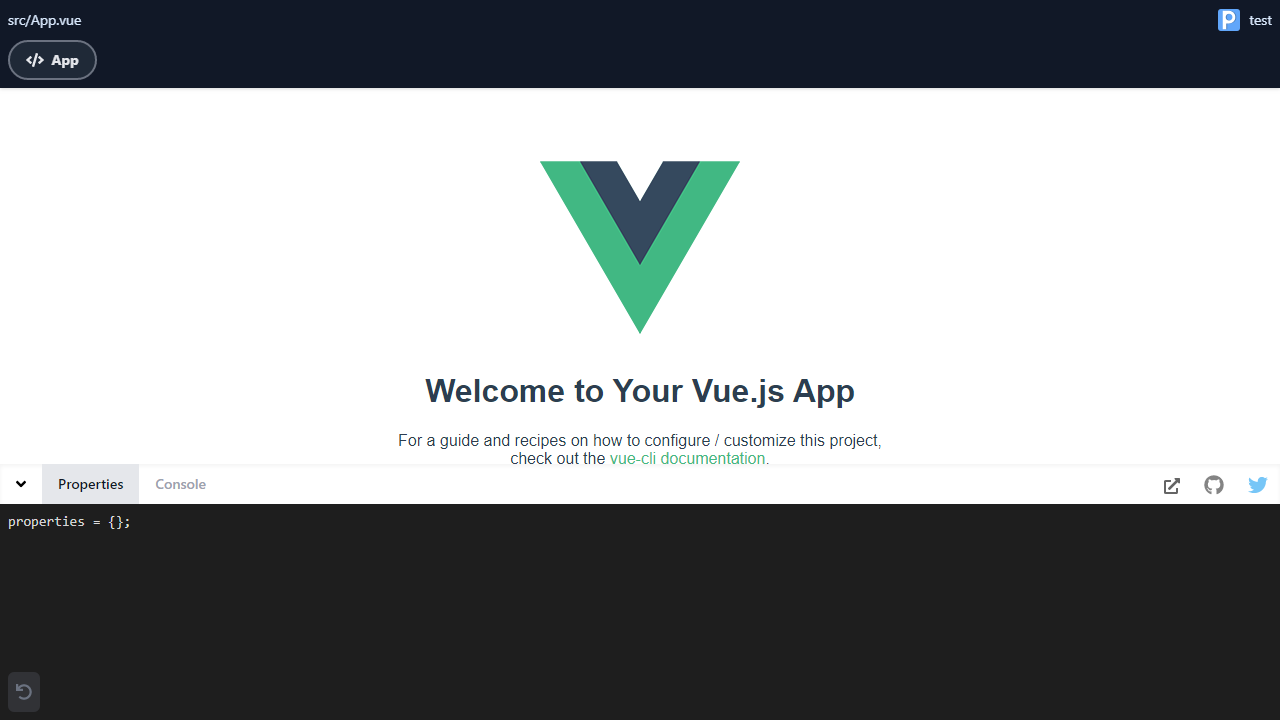 src/App.vue
P test
</> App
Welcome to Your Vue.js App
For a guide and recipes on how to configure / customize this project,
check out the vue-cli documentation.
Properties Console
properties = {};